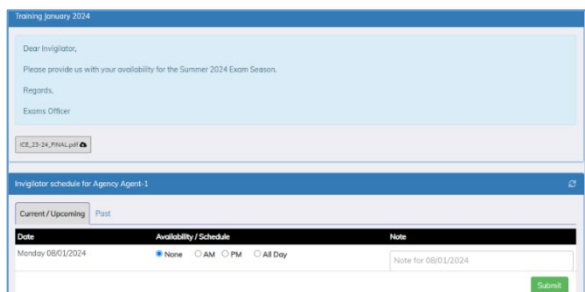 Training January 2024
Dear Invigilator,
Please provide us with your availability for the Summer 2024 Exam Season.
Regards,
Exams Officer
ICE_23-24_FINAL.pdf
Invigilator schedule for Agency Agent-1
Current / Upcoming Past
Date Availability / Schedule Note
Monday 08/01/2024 None AM PM All Day Note for 08/01/2024
Submit